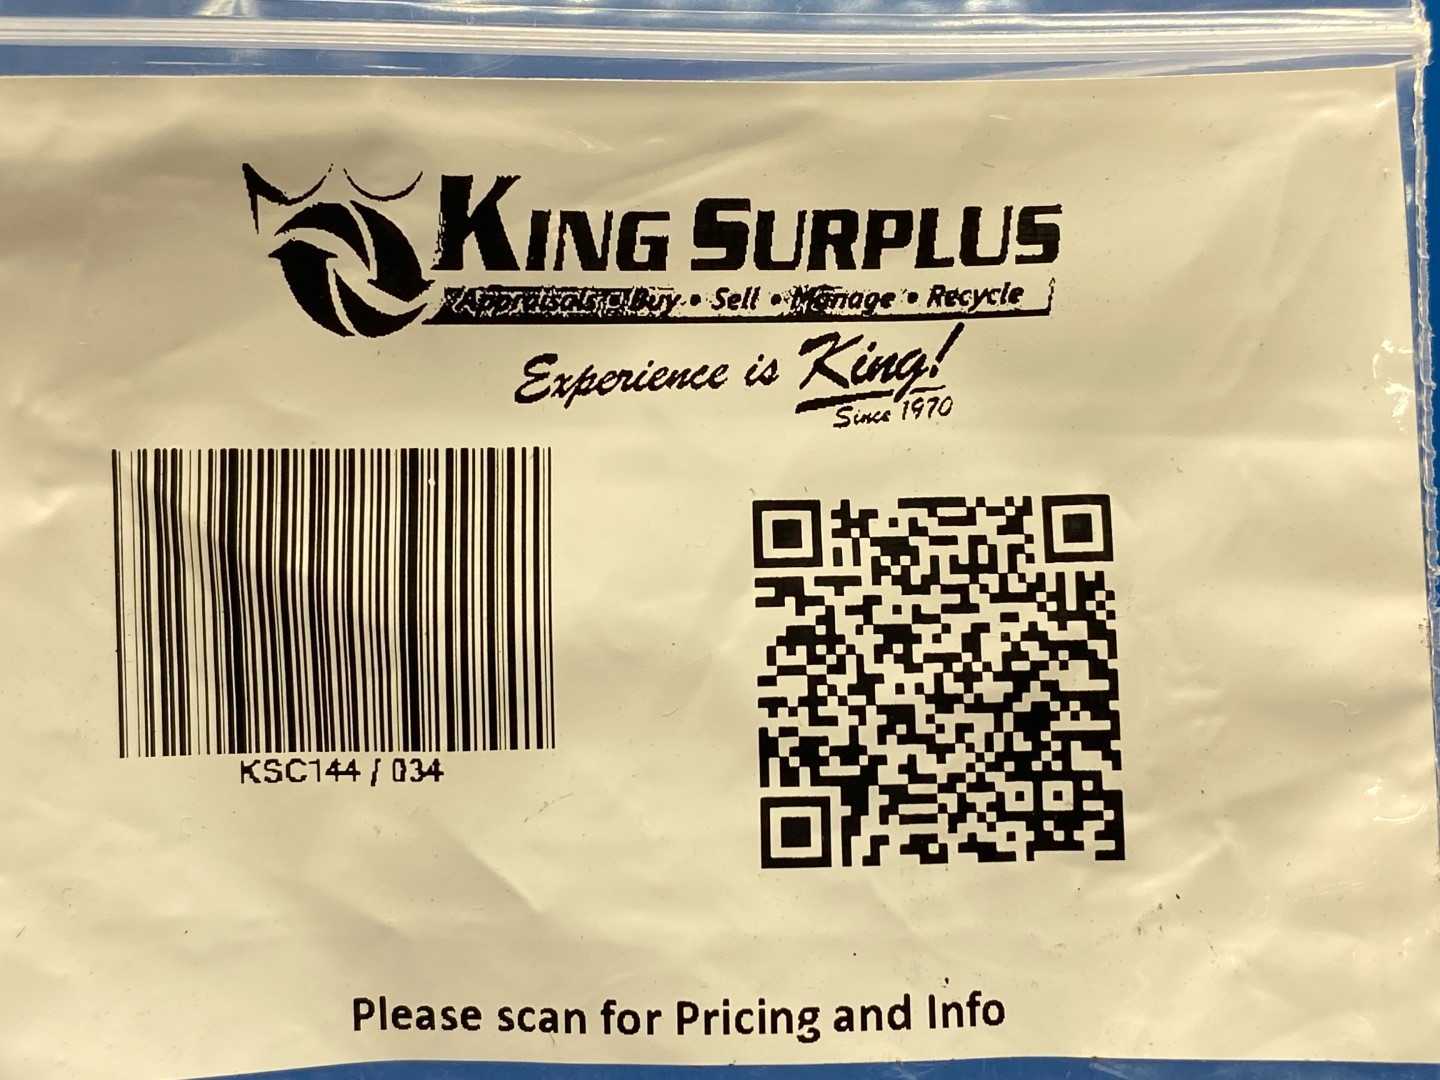 KING SURPLUS
Appraisals • Buy • Sell • Manage • Recycle
Experience is King!
Since 1970
KSC144 / 034
Please scan for Pricing and Info